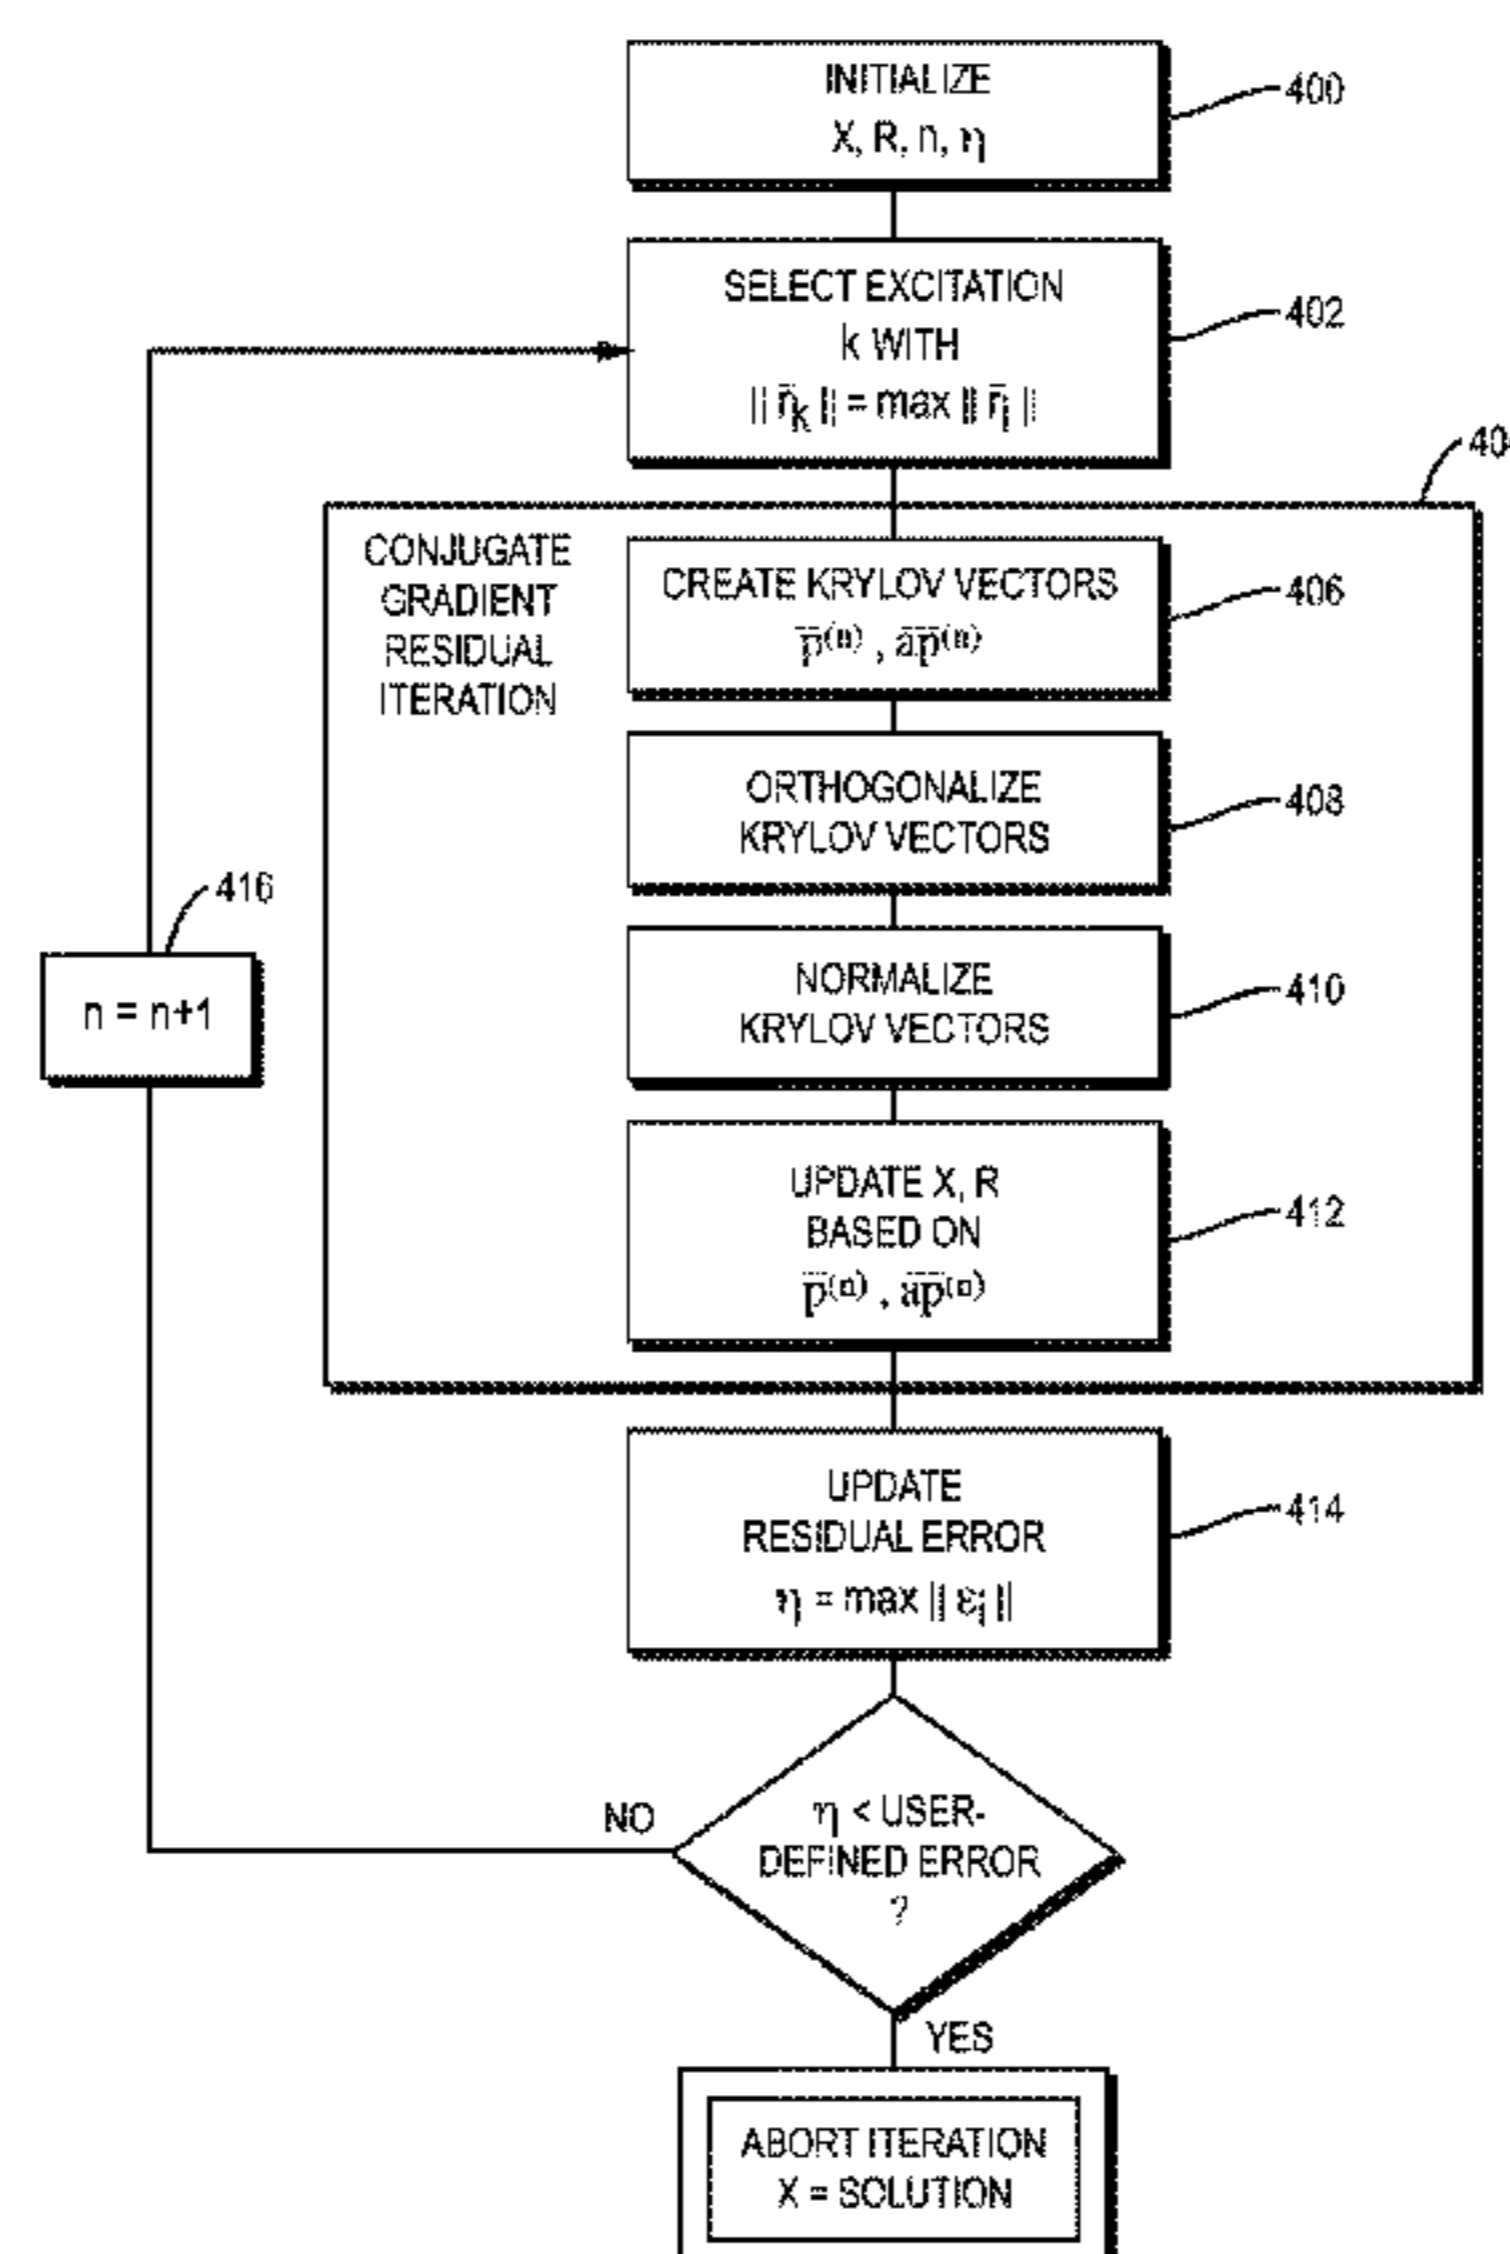 INITIALIZE
X, R, n, η
400
SELECT EXCITATION
k WITH
|| r̄k || = max || r̄i ||
402
40
CONJUGATE
GRADIENT
RESIDUAL
ITERATION
CREATE KRYLOV VECTORS
p̄(n) , āp̄(n)
406
ORTHOGONALIZE
KRYLOV VECTORS
408
NORMALIZE
KRYLOV VECTORS
410
416
n = n+1
UPDATE X, R
BASED ON
p̄(n) , āp̄(n)
412
UPDATE
RESIDUAL ERROR
η = max || εi ||
414
NO
η < USER-
DEFINED ERROR
?
YES
ABORT ITERATION
X = SOLUTION